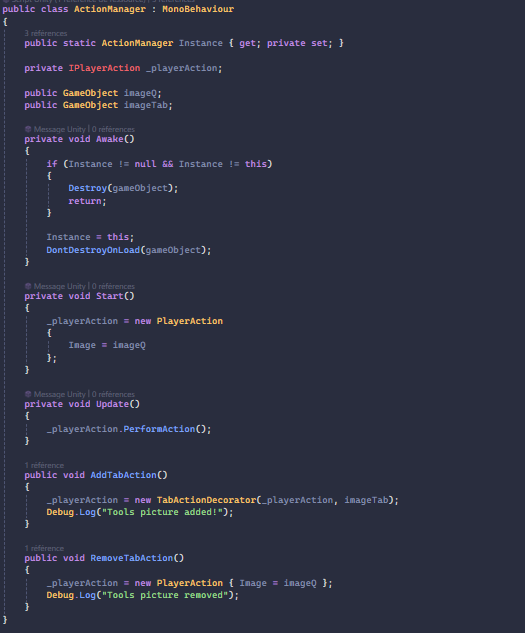 public class ActionManager : MonoBehaviour
{
3 références
public static ActionManager Instance { get; private set; }
private IPlayerAction _playerAction;
public GameObject imageQ;
public GameObject imageTab;
Message Unity | 0 références
private void Awake()
{
if (Instance != null && Instance != this)
{
Destroy(gameObject);
return;
}
Instance = this;
DontDestroyOnLoad(gameObject);
}
Message Unity | 0 références
private void Start()
{
_playerAction = new PlayerAction
{
Image = imageQ
};
}
Message Unity | 0 références
private void Update()
{
_playerAction.PerformAction();
}
1 référence
public void AddTabAction()
{
_playerAction = new TabActionDecorator(_playerAction, imageTab);
Debug.Log("Tools picture added!");
}
1 référence
public void RemoveTabAction()
{
_playerAction = new PlayerAction { Image = imageQ };
Debug.Log("Tools picture removed");
}
}